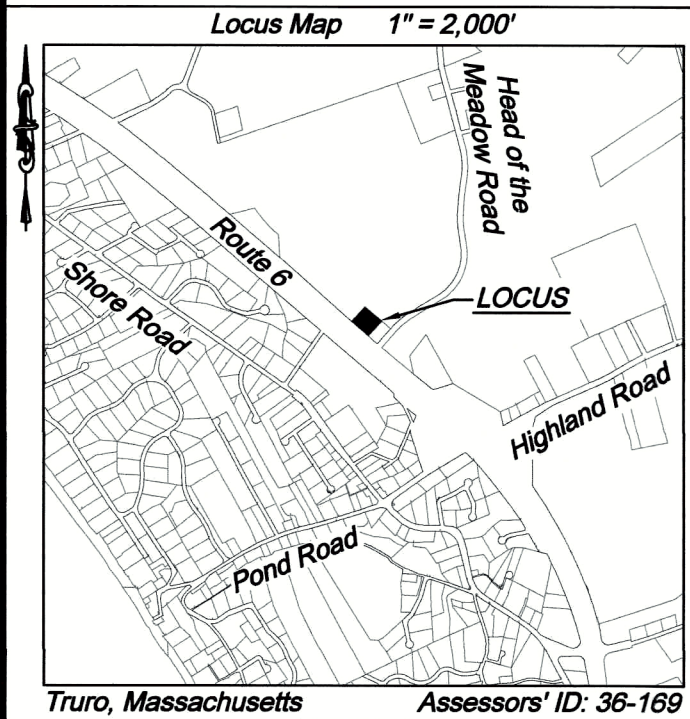 Locus Map 1" = 2,000'
Head of the
Meadow Road
Route 6
Shore Road
LOCUS
Highland Road
Pond Road
Truro, Massachusetts Assessors' ID: 36-169